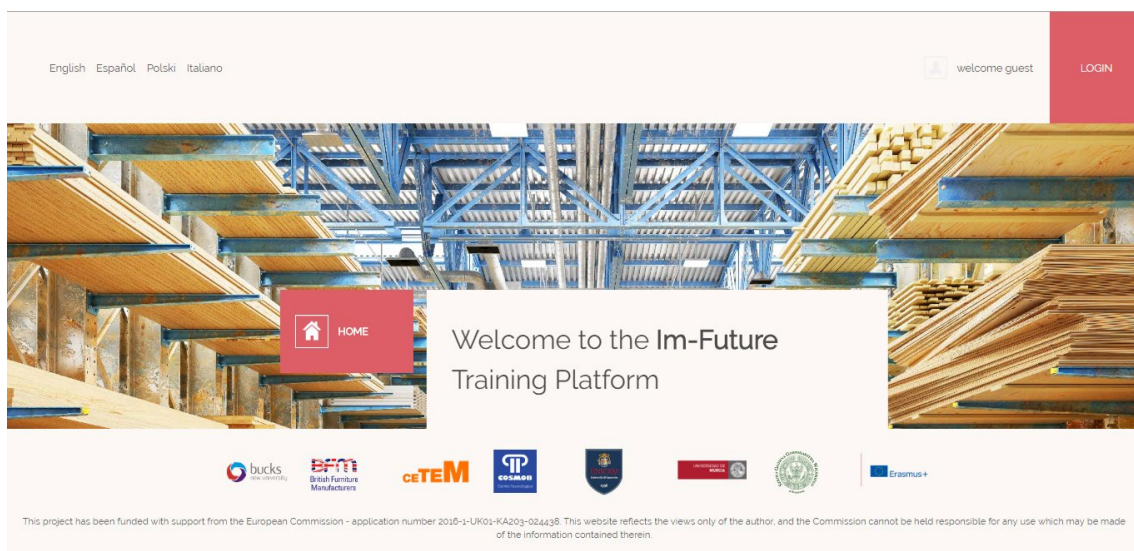 English Español Polski Italiano
welcome guest
LOGIN
HOME
Welcome to the Im-Future
Training Platform
bucks
new university
BFM
British Furniture
Manufacturers
CETEM
COSMOB
UNIVERSIDAD DE
MURCIA
Erasmus+
This project has been funded with support from the European Commission - application number 2016-1-UK01-KA203-024438. This website reflects the views only of the author, and the Commission cannot be held responsible for any use which may be made
of the information contained therein.